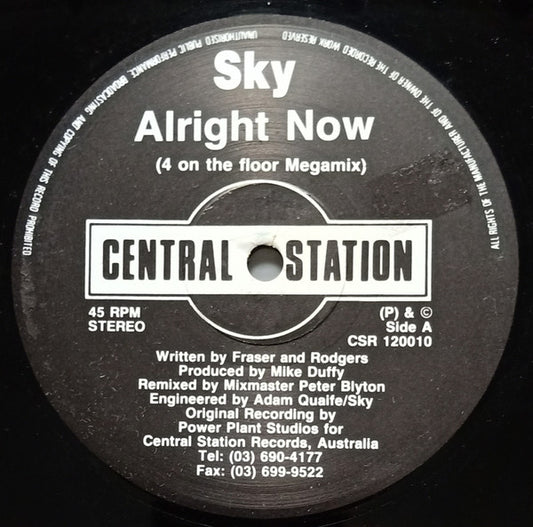 UNAUTHORISED PUBLIC PERFORMANCE BROADCASTING AND COPYING OF THIS RECORD PROHIBITED
ALL RIGHTS OF THE MANUFACTURER AND OF THE OWNER OF THE RECORDED WORK RESERVED
Sky
Alright Now
(4 on the floor Megamix)
CENTRAL STATION
45 RPM
STEREO
(P) & ©
Side A
CSR 120010
Written by Fraser and Rodgers
Produced by Mike Duffy
Remixed by Mixmaster Peter Blyton
Engineered by Adam Quaife/Sky
Original Recording by
Power Plant Studios for
Central Station Records, Australia
Tel: (03) 690-4177
Fax: (03) 699-9522